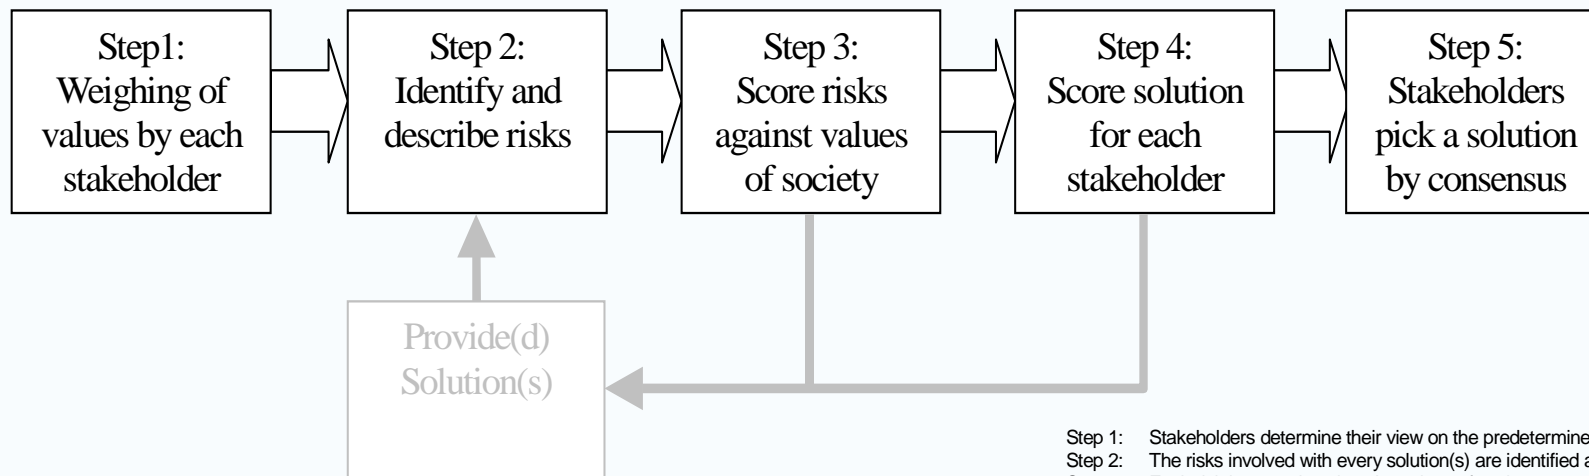 Step1:
Weighing of
values by each
stakeholder
Step 2:
Identify and
describe risks
Step 3:
Score risks
against values
of society
Step 4:
Score solution
for each
stakeholder
Step 5:
Stakeholders
pick a solution
by consensus
Provide(d)
Solution(s)
Step 1: Stakeholders determine their view on the
Step 2: The risks involved with every solution(s) are identified